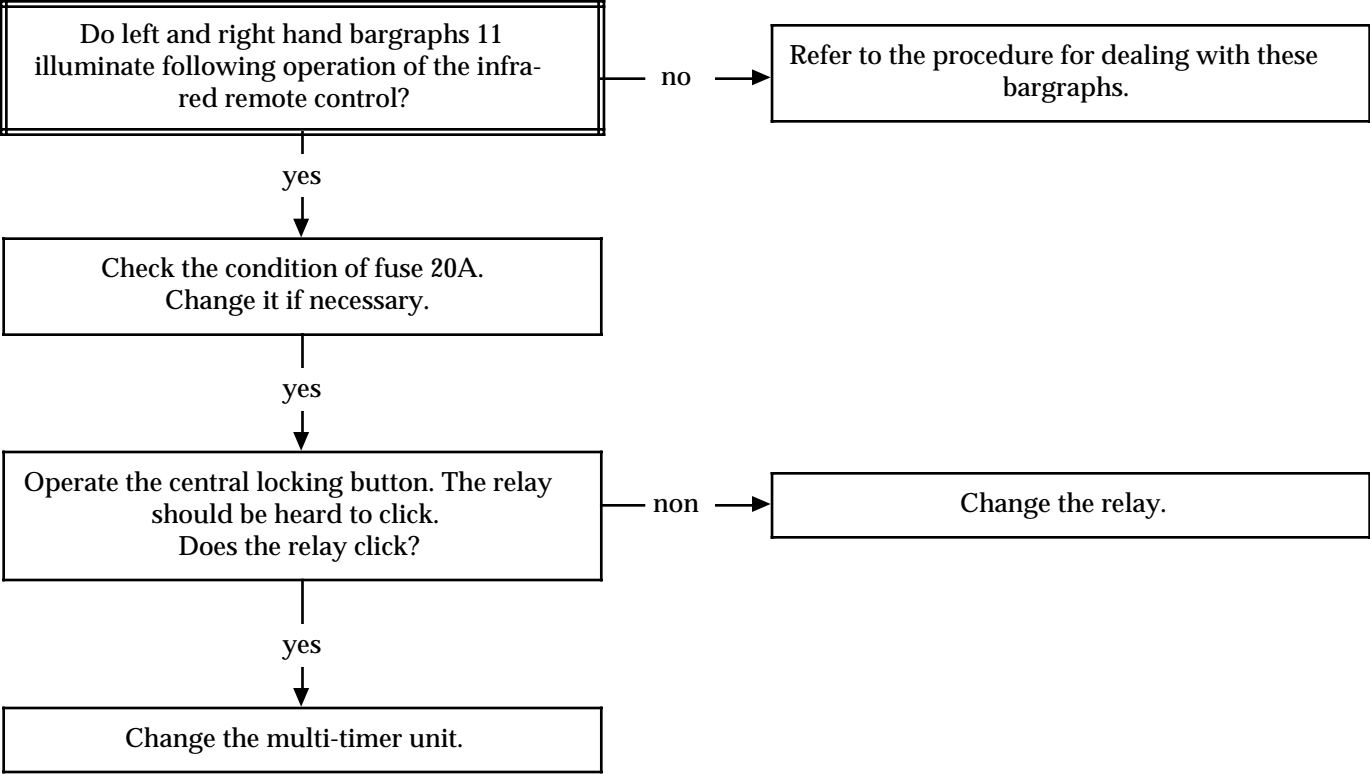 Do left and right hand bargraphs 11
illuminate following operation of the infra-
red remote control?
no
Refer to the procedure for dealing with these
bargraphs.
yes
Check the condition of fuse 20A.
Change it if necessary.
yes
Operate the central locking button. The relay
should be heard to click.
Does the relay click?
non
Change the relay.
yes
Change the multi-timer unit.